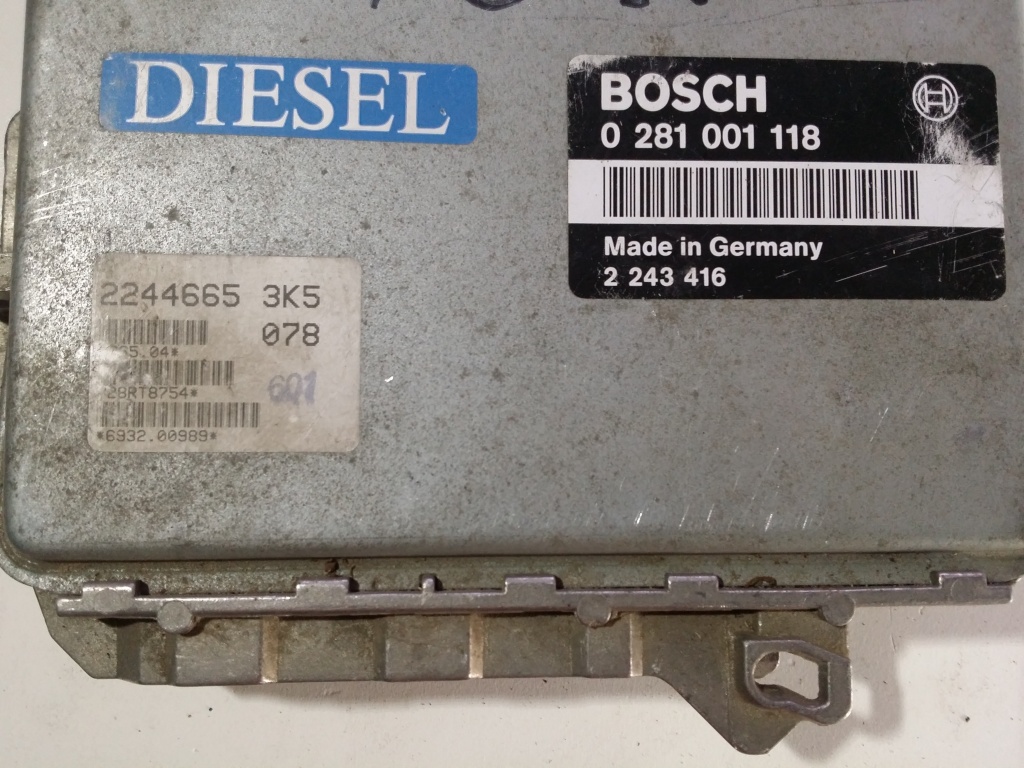 DIESEL
BOSCH
0 281 001 118
Made in Germany
2 243 416
2244665 3K5
078
28RT8754*
601
*6932.00989*